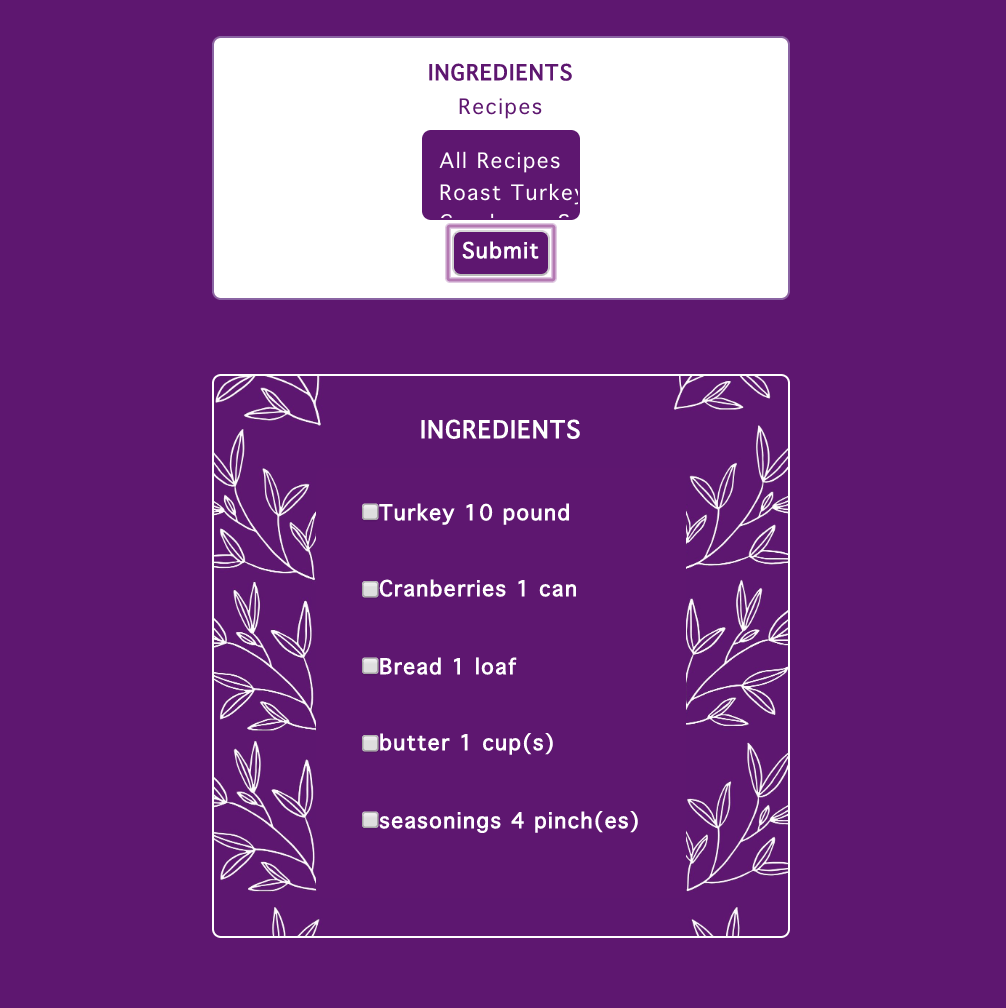 INGREDIENTS
Recipes
All Recipes
Roast Turkey
Submit
INGREDIENTS
Turkey 10 pound
Cranberries 1 can
Bread 1 loaf
butter 1 cup(s)
seasonings 4 pinch(es)